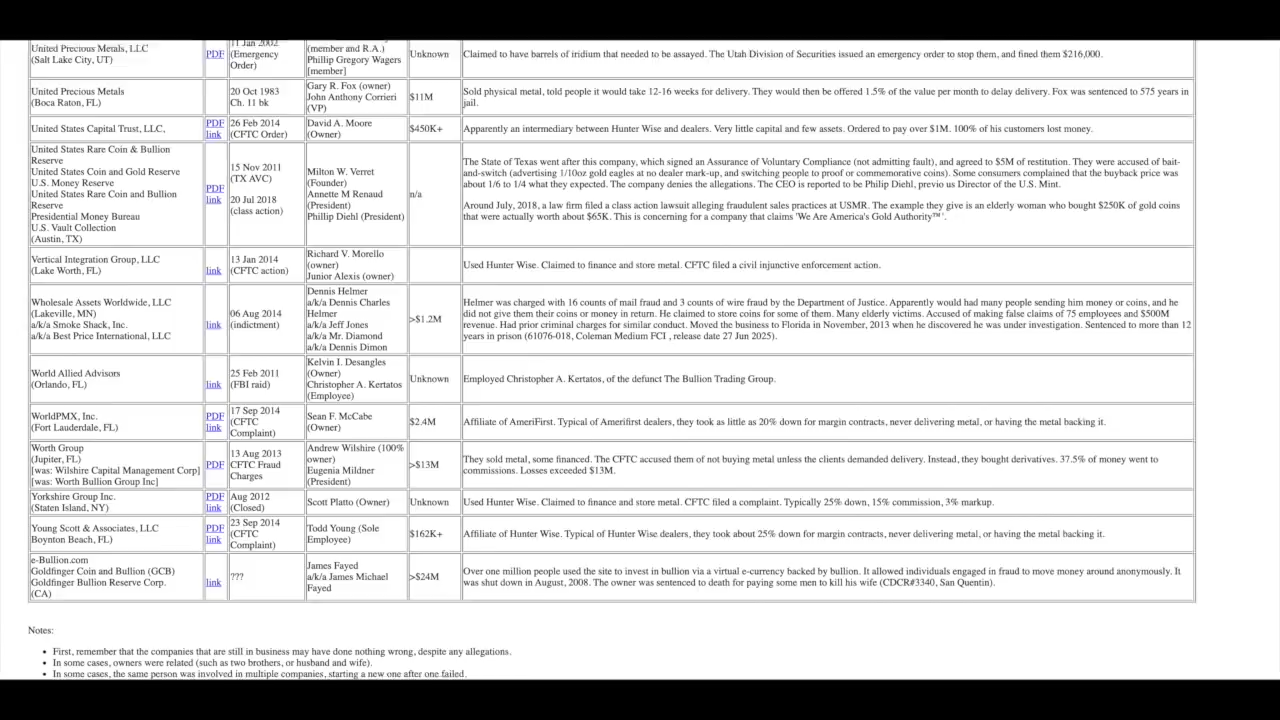 United Precious Metals, LLC
(Salt Lake City, UT)
PDF
11 Jan 2002
(Emergency
Order)
(member and R.A.)
Phillip Gregory Wagers
[member]
Unknown
Claimed to have barrels of iridium that needed to be assayed. The Utah Division of Securities issued an emergency order to stop them, and fined them $216,000.
United Precious Metals
(Boca Raton, FL)
20 Oct 1983
Ch. 11 bk
Gary R. Fox (owner)
John Anthony Corrieri
(VP)
$11M
Sold physical metal, told people it would take 12-16 weeks for delivery. They would then be offered 1.5% of the value per month to delay delivery. Fox was sentenced to 575 years in
jail.
United States Capital Trust, LLC,
PDF
link
26 Feb 2014
(CFTC Order)
David A. Moore
(Owner)
$450K+
Apparently an intermediary between Hunter Wise and dealers. Very little capital and few assets. Ordered to pay over $1M. 100% of his customers lost money.
United States Rare Coin & Bullion
Reserve
United States Coin and Gold Reserve
U.S. Money Reserve
United States Rare Coin and Bullion
Reserve
Presidential Money Bureau
U.S. Vault Collection
(Austin, TX)
PDF
link
15 Nov 2011
(TX AVC)
20 Jul 2018
(class action)
Milton W. Verret
(Founder)
Annette M Renaud
(President)
Phillip Diehl (President)
n/a
The State of Texas went after this company, which signed an Assurance of Voluntary Compliance (not admitting fault), and agreed to $5M of restitution. They were accused of bait-
and-switch (advertising 1/10oz gold eagles at no dealer mark-up, and switching people to proof or commemorative coins). Some consumers complained that the buyback price was
about 1/6 to 1/4 what they expected. The company denies the allegations. The CEO is reported to be Philip Diehl, previo us Director of the U.S. Mint.
Around July, 2018, a law firm filed a class action lawsuit alleging fraudulent sales practices at USMR. The example they give is an elderly woman who bought $250K of gold coins
that were actually worth about $65K. This is concerning for a company that claims 'We Are America's Gold Authority™ '.
Vertical Integration Group, LLC
(Lake Worth, FL)
link
13 Jan 2014
(CFTC action)
Richard V. Morello
(owner)
Junior Alexis (owner)
Used Hunter Wise. Claimed to finance and store metal. CFTC filed a civil injunctive enforcement action.
Wholesale Assets Worldwide, LLC
(Lakeville, MN)
a/k/a Smoke Shack, Inc.
a/k/a Best Price International, LLC
link
06 Aug 2014
(indictment)
Dennis Helmer
a/k/a Dennis Charles
Helmer
a/k/a Jeff Jones
a/k/a Mr. Diamond
a/k/a Dennis Dimon
>$1.2M
Helmer was charged with 16 counts of mail fraud and 3 counts of wire fraud by the Department of Justice. Apparently would had many people sending him money or coins, and he
did not give them their coins or money in return. He claimed to store coins for some of them. Many elderly victims. Accused of making false claims of 75 employees and $500M
revenue. Had prior criminal charges for similar conduct. Moved the business to Florida in November, 2013 when he discovered he was under investigation. Sentenced to more than 12
years in prison (61076-018, Coleman Medium FCI , release date 27 Jun 2025).
World Allied Advisors
(Orlando, FL)
link
25 Feb 2011
(FBI raid)
Kelvin I. Desangles
(Owner)
Christopher A. Kertatos
(Employee)
Unknown
Employed Christopher A. Kertatos, of the defunct The Bullion Trading Group.
WorldPMX, Inc.
(Fort Lauderdale, FL)
PDF
link
17 Sep 2014
(CFTC
Complaint)
Sean F. McCabe
(Owner)
$2.4M
Affiliate of AmeriFirst. Typical of Amerifirst dealers, they took as little as 20% down for margin contracts, never delivering metal, or having the metal backing it.
Worth Group
(Jupiter, FL)
[was: Wilshire Capital Management Corp]
[was: Worth Bullion Group Inc]
PDF
13 Aug 2013
CFTC Fraud
Charges
Andrew Wilshire (100%
owner)
Eugenia Mildner
(President)
>$13M
They sold metal, some financed. The CFTC accused them of not buying metal unless the clients demanded delivery. Instead, they bought derivatives. 37.5% of money went to
commissions. Losses exceeded $13M.
Yorkshire Group Inc.
(Staten Island, NY)
PDF
link
Aug 2012
(Closed)
Scott Platto (Owner)
Unknown
Used Hunter Wise. Claimed to finance and store metal. CFTC filed a complaint. Typically 25% down, 15% commission, 3% markup.
Young Scott & Associates, LLC
Boynton Beach, FL)
PDF
link
23 Sep 2014
(CFTC
Complaint)
Todd Young (Sole
Employee)
$162K+
Affiliate of Hunter Wise. Typical of Hunter Wise dealers, they took about 25% down for margin contracts, never delivering metal, or having the metal backing it.
e-Bullion.com
Goldfinger Coin and Bullion (GCB)
Goldfinger Bullion Reserve Corp.
(CA)
link
???
James Fayed
a/k/a James Michael
Fayed
>$24M
Over one million people used the site to invest in bullion via a virtual e-currency backed by bullion. It allowed individuals engaged in fraud to move money around anonymously. It
was shut down in August, 2008. The owner was sentenced to death for paying some men to kill his wife (CDCR#3340, San Quentin).
Notes:
• First, remember that the companies that are still in business may have done nothing wrong, despite any allegations.
• In some cases, owners were related (such as two brothers, or husband and wife).
• In some cases, the same person was involved in multiple companies, starting a new one after one failed.